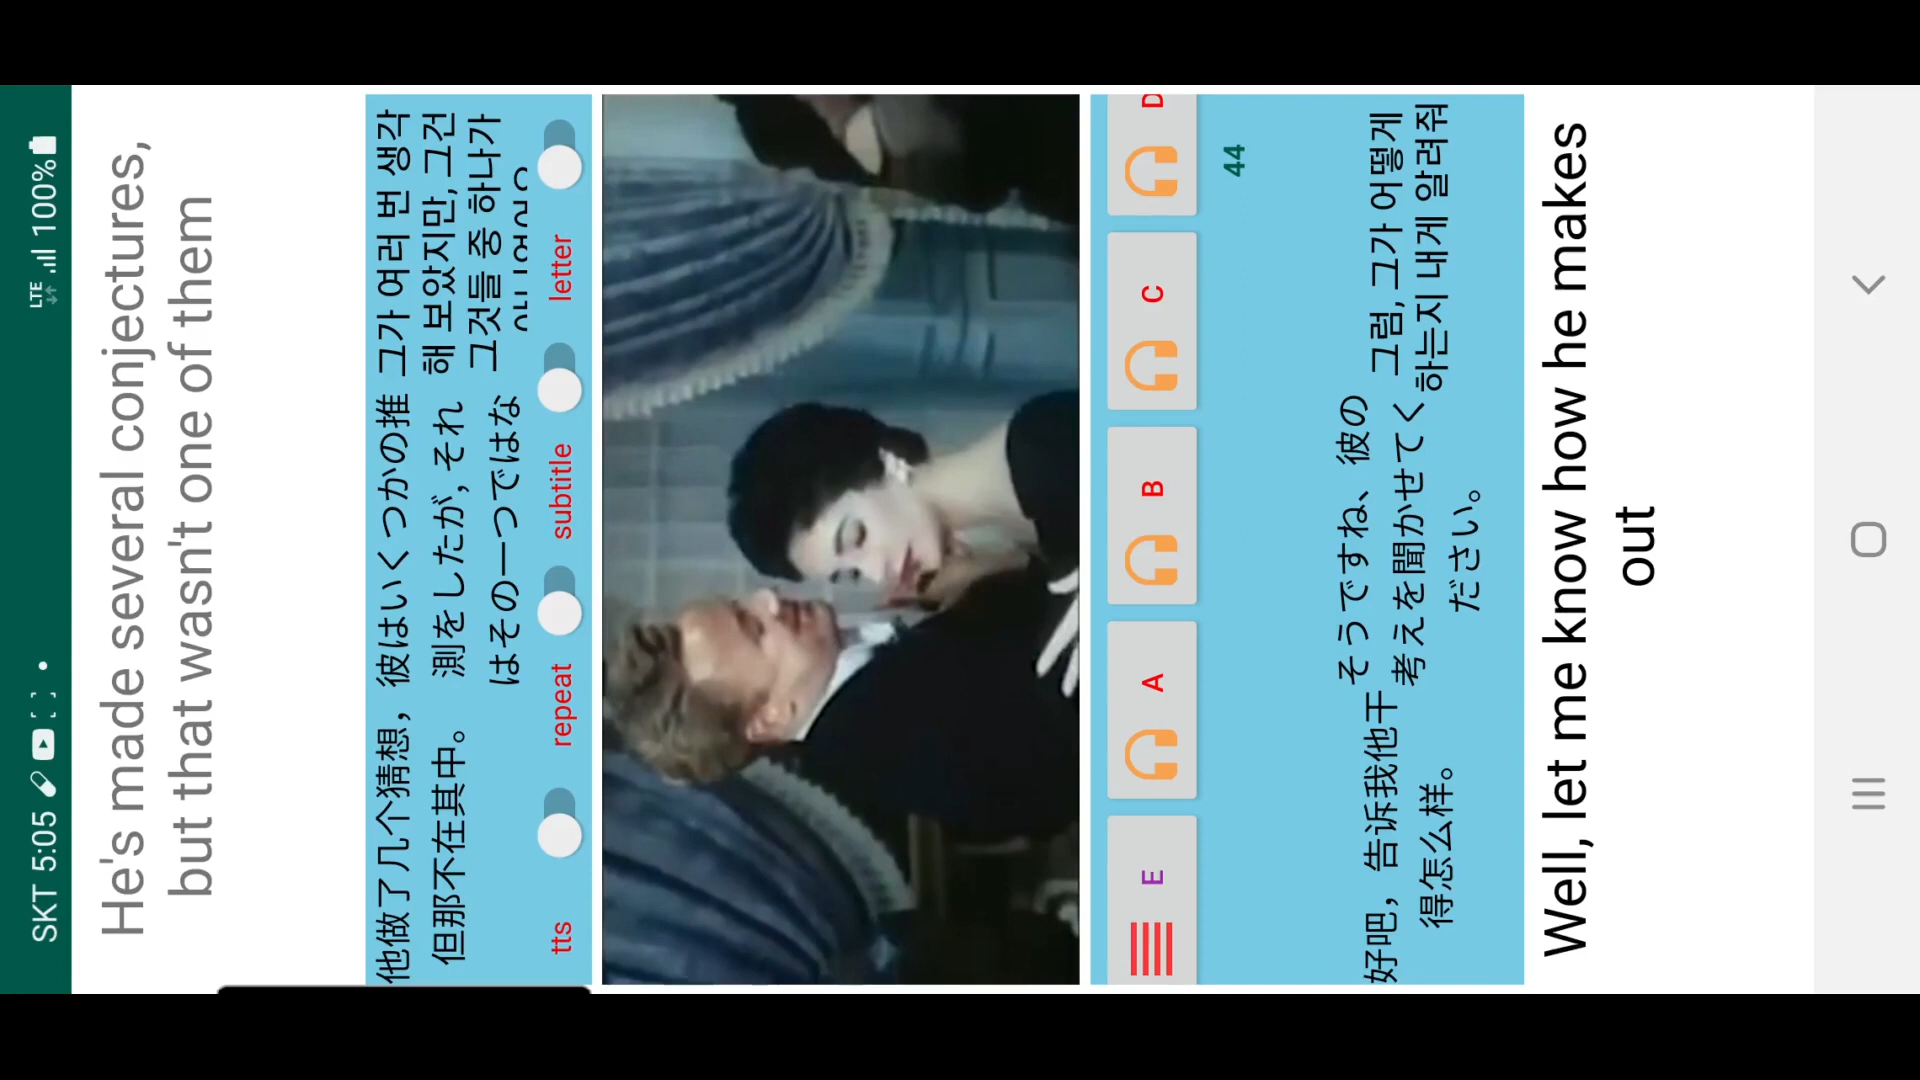 SKT 5:05
LTE
100%
He's made several conjectures,
but that wasn't one of them
他做了几个猜想，
但那不在其中。
彼はいくつかの推
測をしたが, それ
はその一つではな
그가 여러 번 생각
해 보았지만, 그건
그것들 중 하나가
tts
repeat
subtitle
letter
E
A
B
C
D
44
好吧，告诉我他干
得怎么样。
そうですね、彼の
考えを聞かせてく
ださい。
그럼, 그가 어떻게
하는지 내게 알려줘
Well, let me know how he makes
out